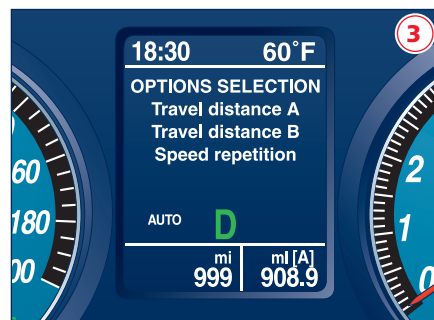 3
18:30 60°F
OPTIONS SELECTION
Travel distance A
Travel distance B
Speed repetition
60
2
AUTO D
180
1
mi ml [A]
999 908.9
00
0